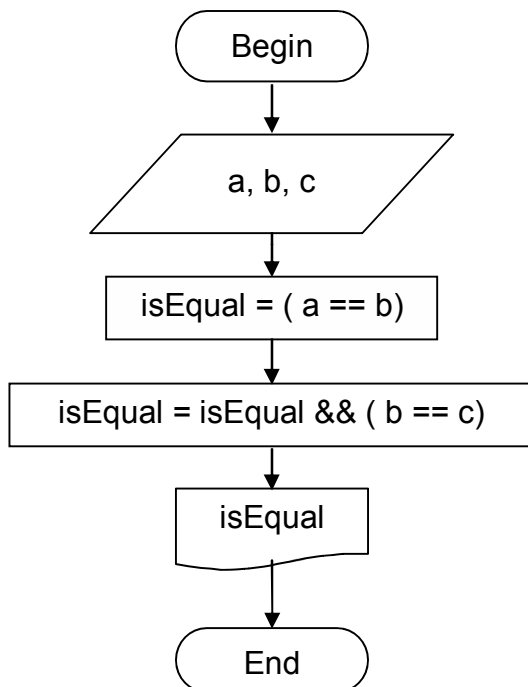 Begin
a, b, c
isEqual = ( a == b)
isEqual = isEqual && ( b == c)
isEqual
End